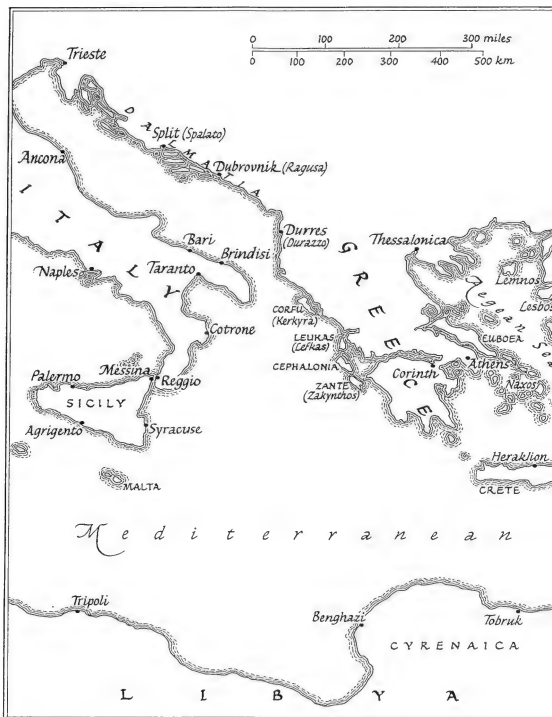 0 100 200 300 miles
0 100 200 300 400 500 km
Trieste
DALMATIA
Split (Spalato)
Ancona
Dubrovnik (Ragusa)
ITALY
Durres
(Durazzo)
GREECE
Thessalonica
Bari
Brindisi
Naples
Taranto
Lemnos
Aegean Sea
Lesbos
CORFU
(Kerkyra)
LEUKAS
(Lefkas)
EUBOEA
Cotrone
CEPHALONIA
Corinth
Athens
Messina
Reggio
Palermo
ZANTE
(Zakynthos)
Naxos
SICILY
Agrigento
Syracuse
Heraklion
MALTA
CRETE
Mediterranean
Tripoli
Benghazi
Tobruk
CYRENAICA
LIBYA